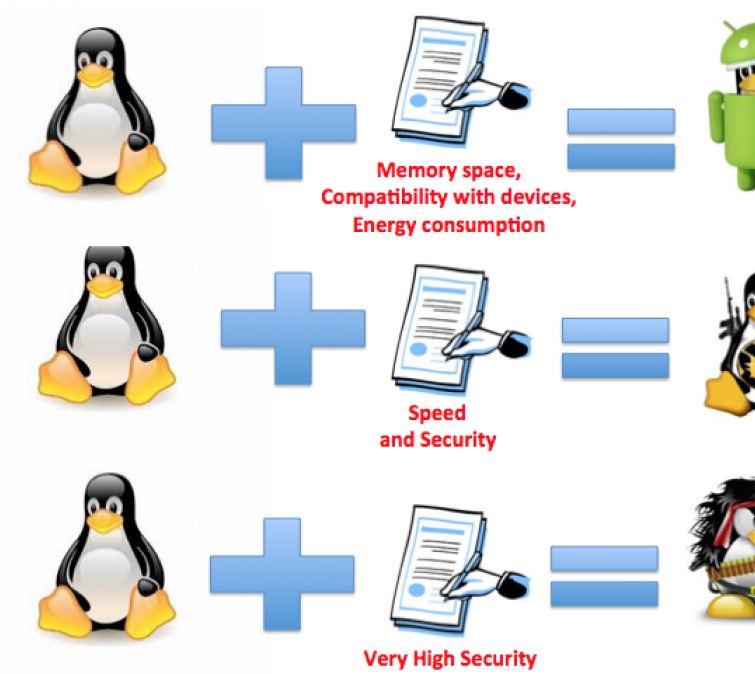 Memory space,
Compatibility with devices,
Energy consumption
Speed
and Security
Very High Security